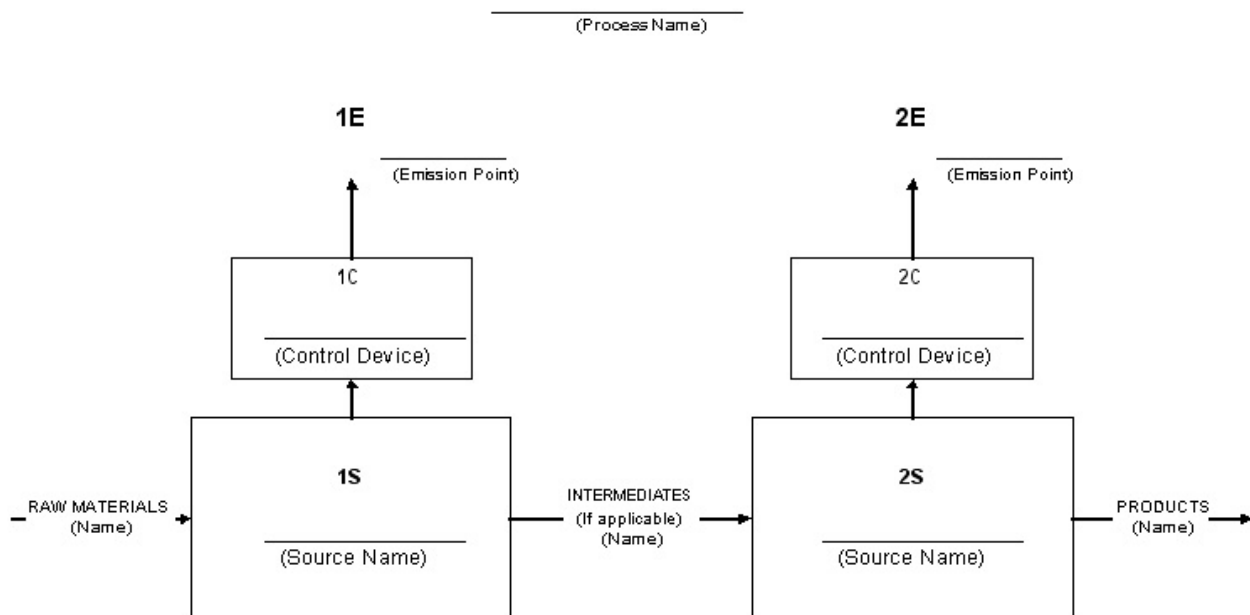 (Process Name)
1E
2E
(Emission Point)
(Emission Point)
1C
2C
(Control Device)
(Control Device)
1S
2S
RAW MATERIALS
(Name)
INTERMEDIATES
(If applicable)
(Name)
PRODUCTS
(Name)
(Source Name)
(Source Name)